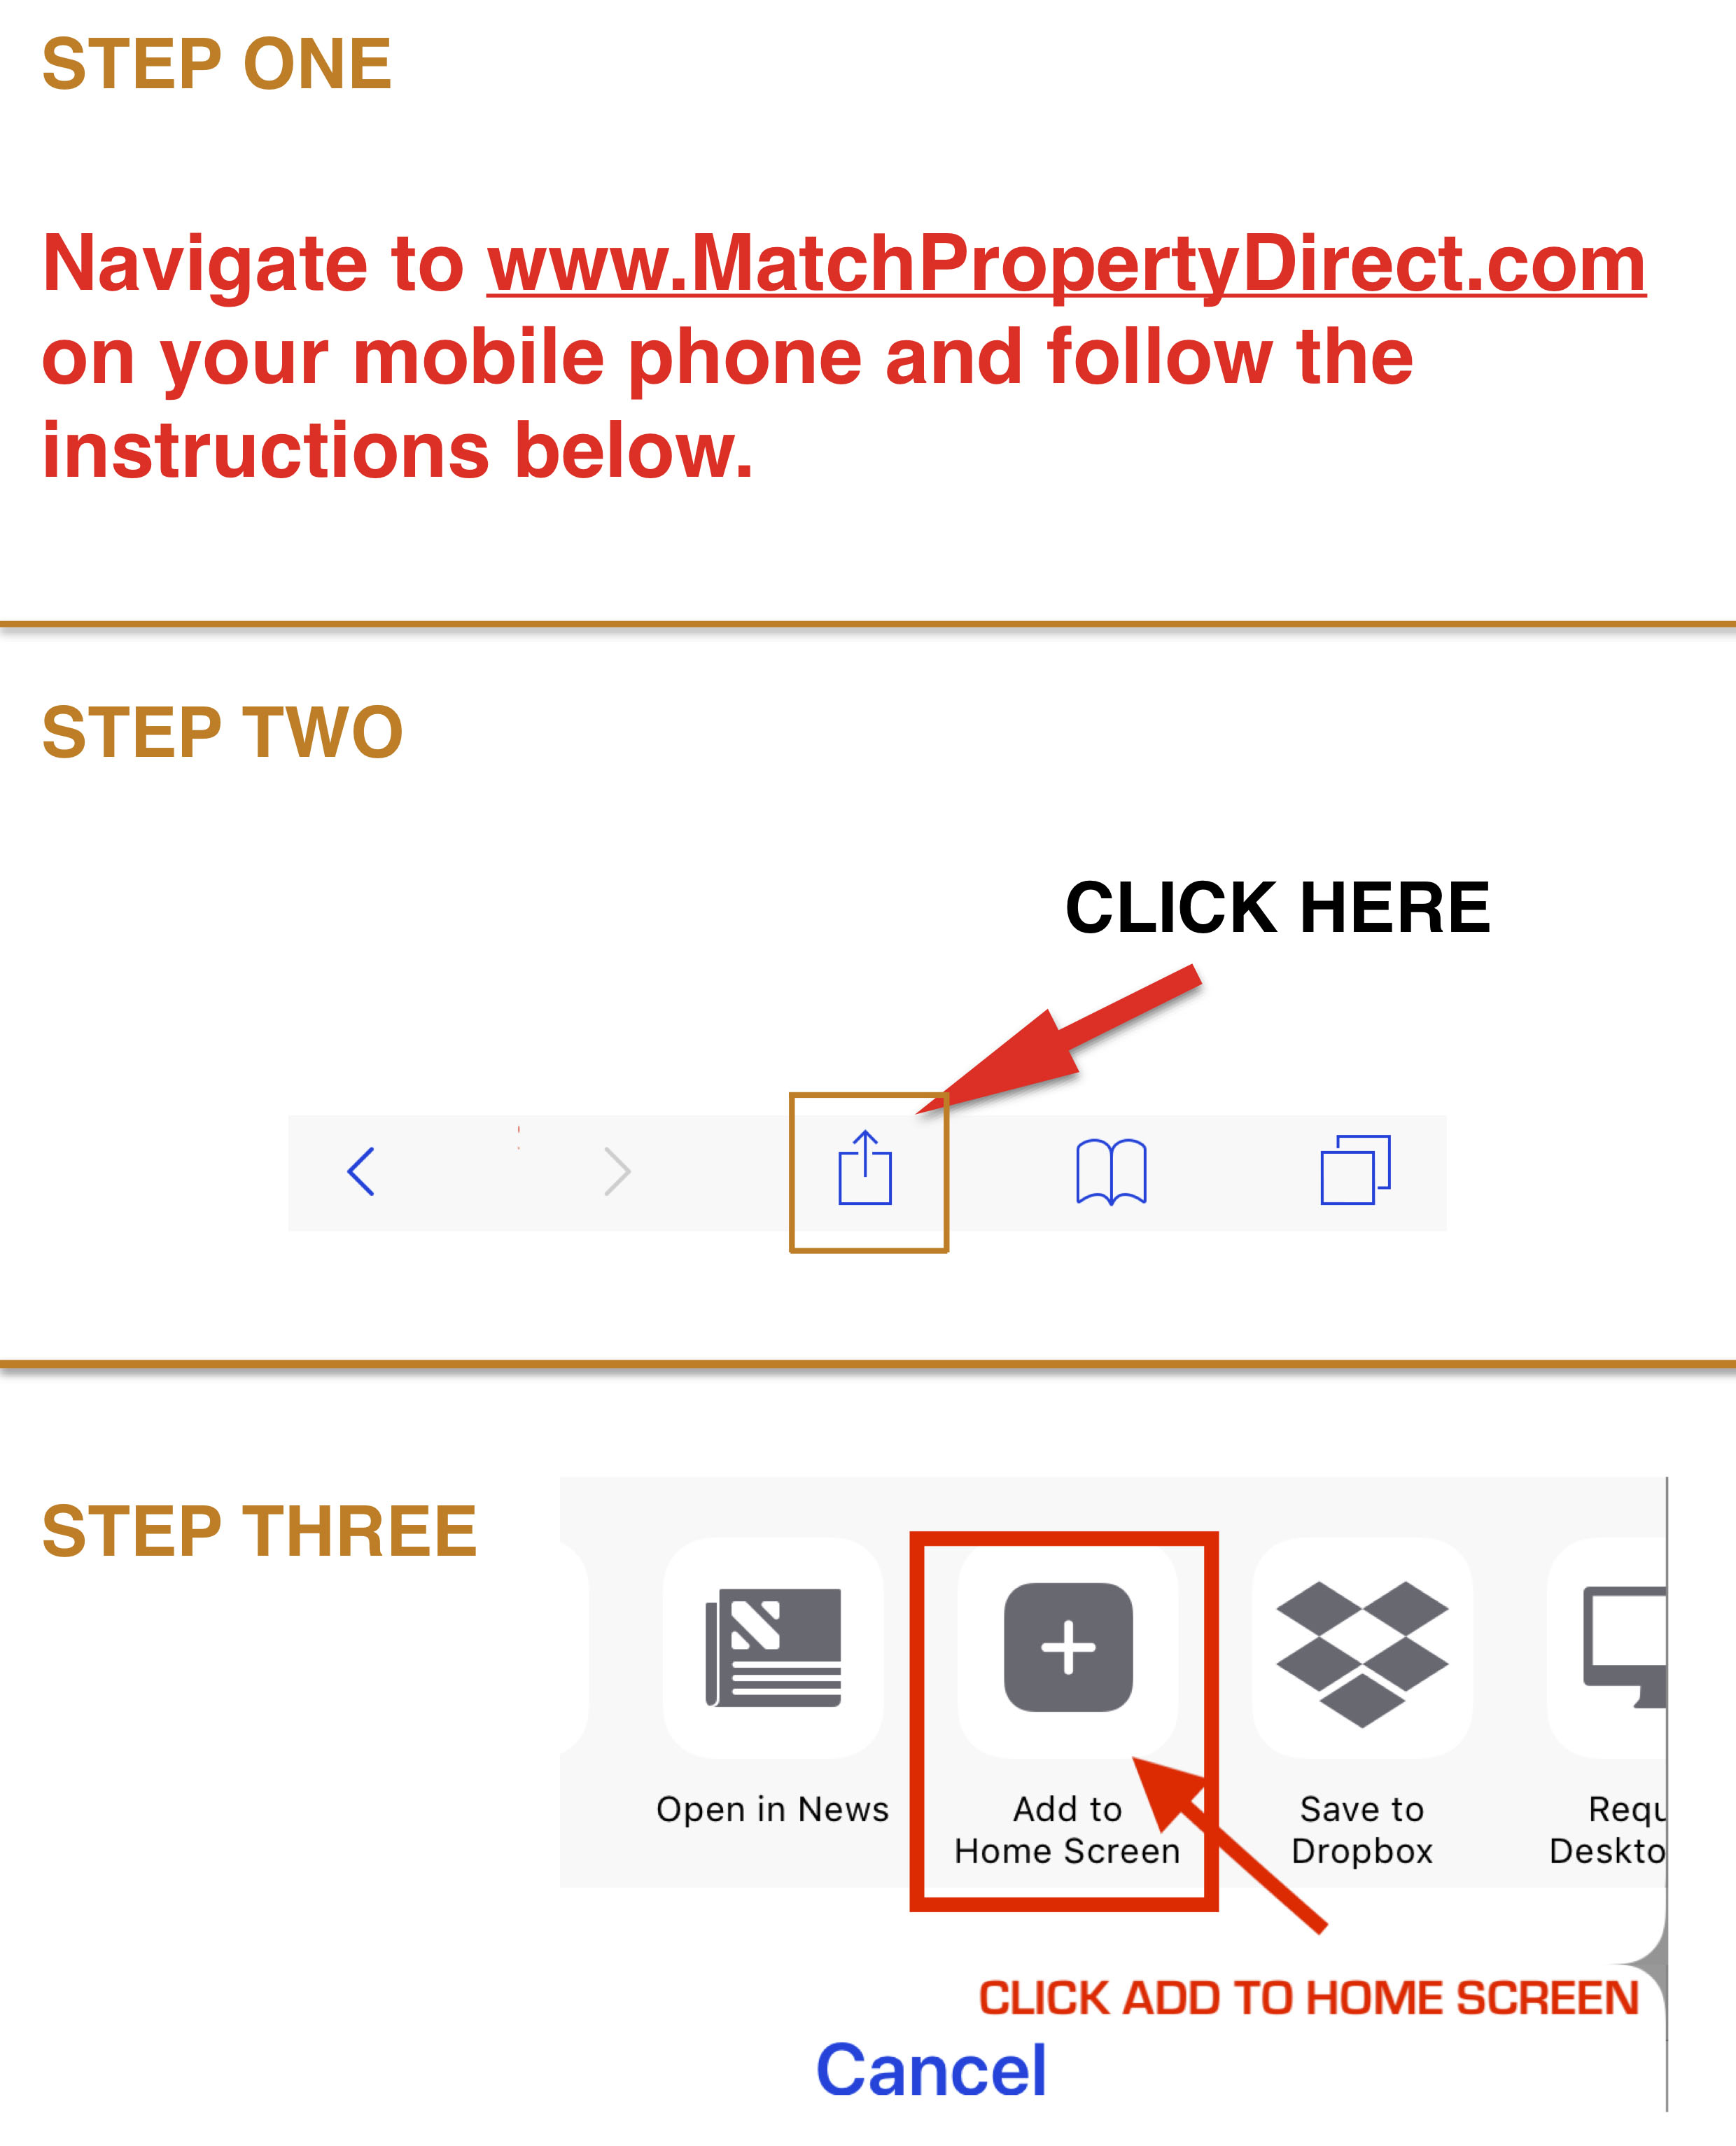 STEP ONE
Navigate to www.MatchPropertyDirect.com
on your mobile phone and follow the
instructions below.
STEP TWO
CLICK HERE
STEP THREE
Open in News
Add to
Home Screen
Save to
Dropbox
Requ
Deskto
CLICK ADD TO HOME SCREEN
Cancel